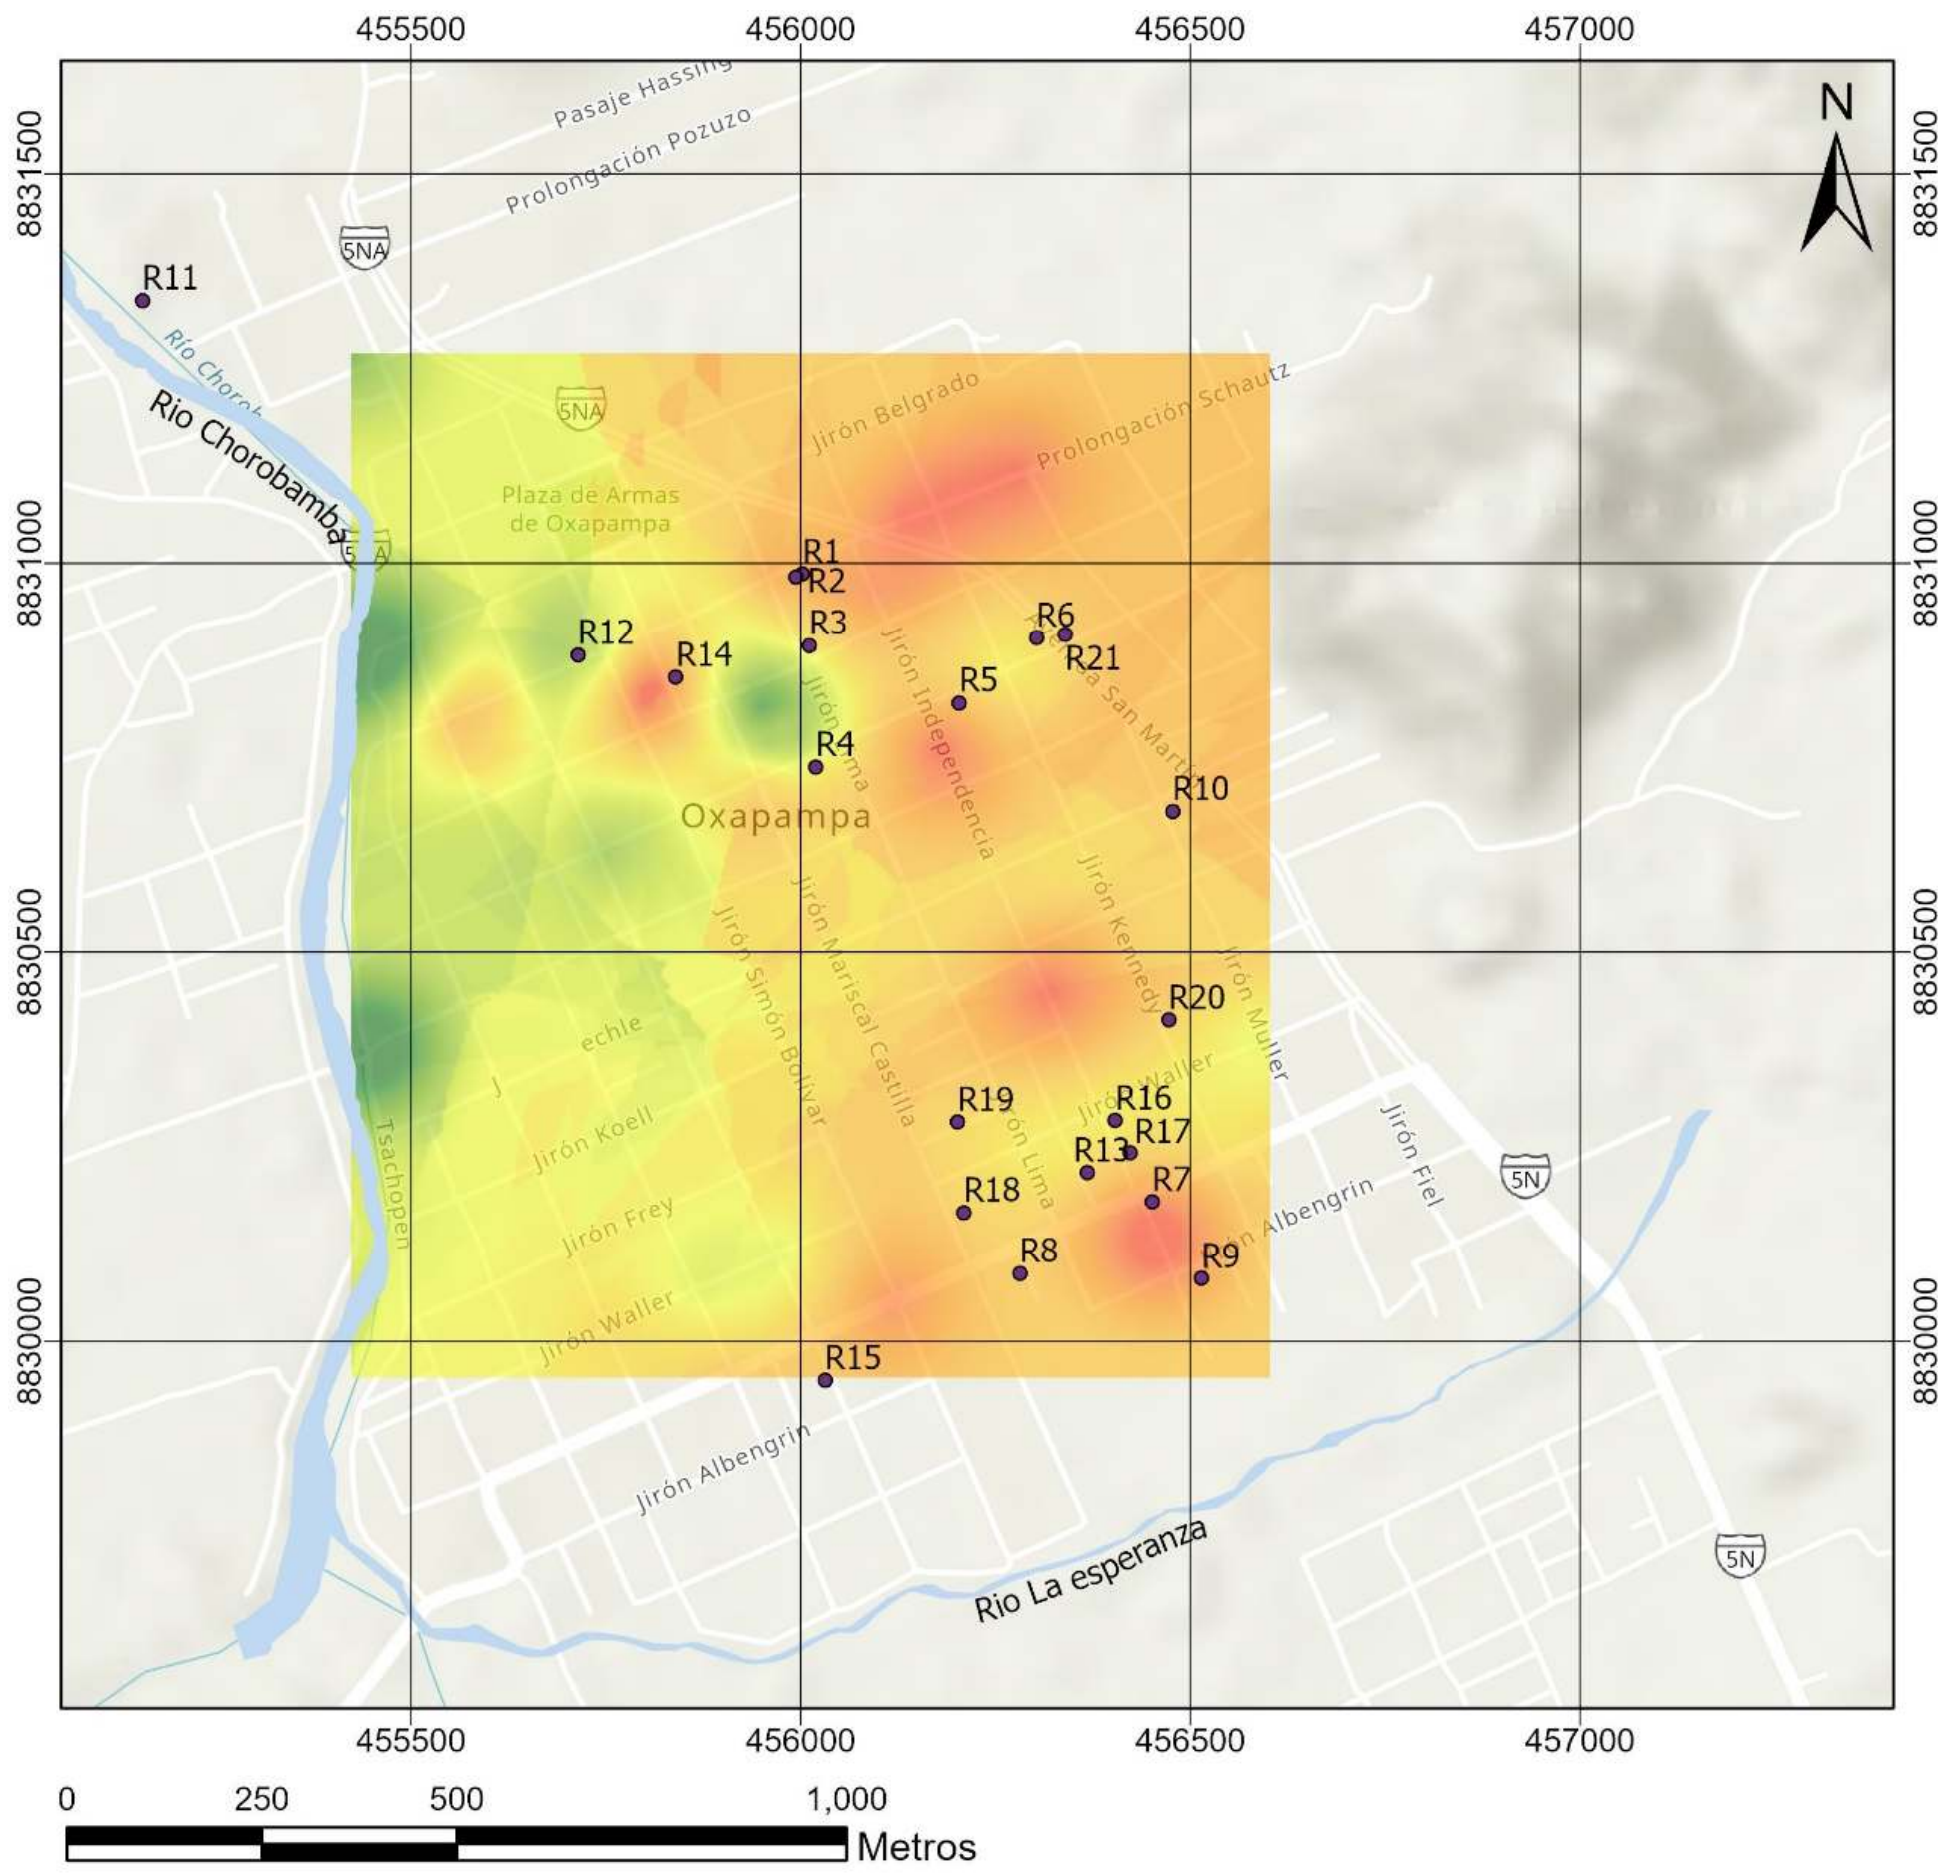 455500 456000 456500 457000
N
Pasaje Hassing
Prolongación Pozuzo
8831500
8831500
5NA
R11
Río Chorob
Rio Chorobamba
5NA
Jirón Belgrado
Prolongación Schautz
Plaza de Armas
de Oxapampa
8831000
8831000
R1
R2
R3
R6
R21
R12
R14
R5
Jirón Independencia
San Martín
R4
R10
Oxapampa
8830500
8830500
Jirón Simón Bolívar
Jirón Mariscal Castilla
Jirón Kennedy
Jirón Muller
R20
echle
J
Jirón Waller
R19
R16
R17
R13
R7
R18
Jirón Lima
Jirón Koell
Tsachopen
Jirón Frey
Jirón Fiel
5N
Jirón Albengrin
R8
R9
Jirón Waller
8830000
8830000
R15
Jirón Albengrin
Rio La esperanza
5N
455500 456000 456500 457000
0 250 500 1,000
Metros